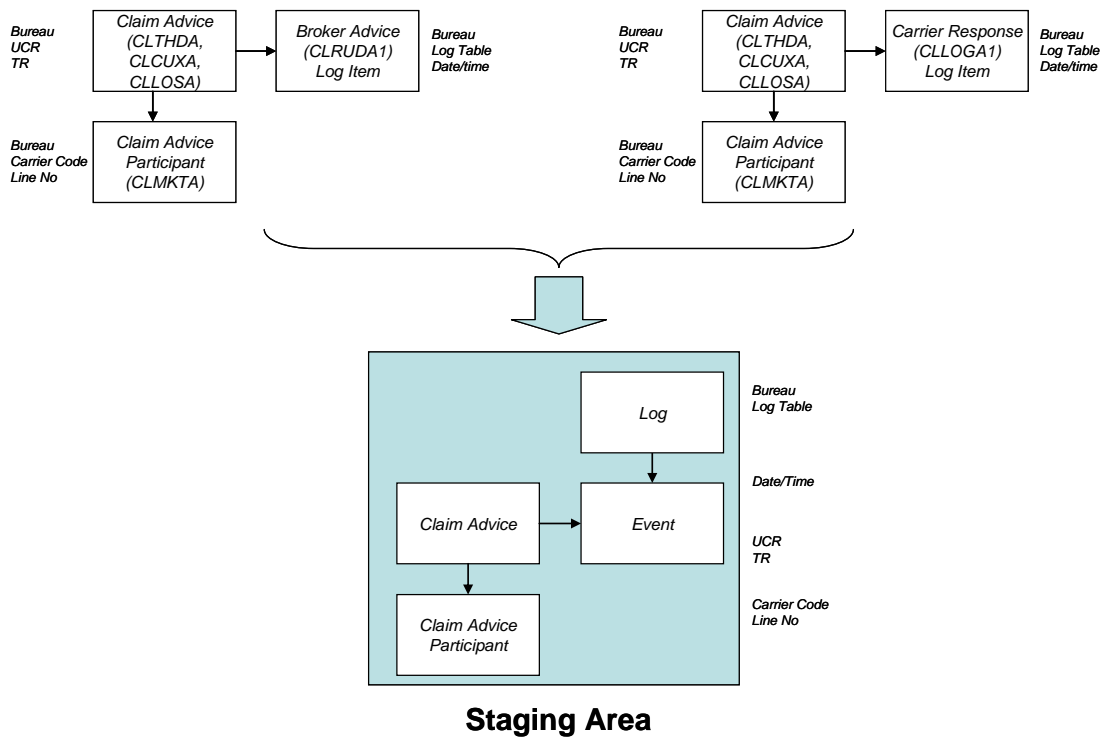 Bureau
UCR
TR
Claim Advice
(CLTHDA,
CLCUXA,
CLLOSA)
Broker Advice
(CLRUDA1)
Log Item
Bureau
Log Table
Date/time
Bureau
Carrier Code
Line No
Claim Advice
Participant
(CLMKTA)
Bureau
UCR
TR
Claim Advice
(CLTHDA,
CLCUXA,
CLLOSA)
Carrier Response
(CLLOGA1)
Log Item
Bureau
Log Table
Date/time
Bureau
Carrier Code
Line No
Claim Advice
Participant
(CLMKTA)
Log
Bureau
Log Table
Date/Time
Claim Advice
Event
UCR
TR
Claim Advice
Participant
Carrier Code
Line No
Staging Area